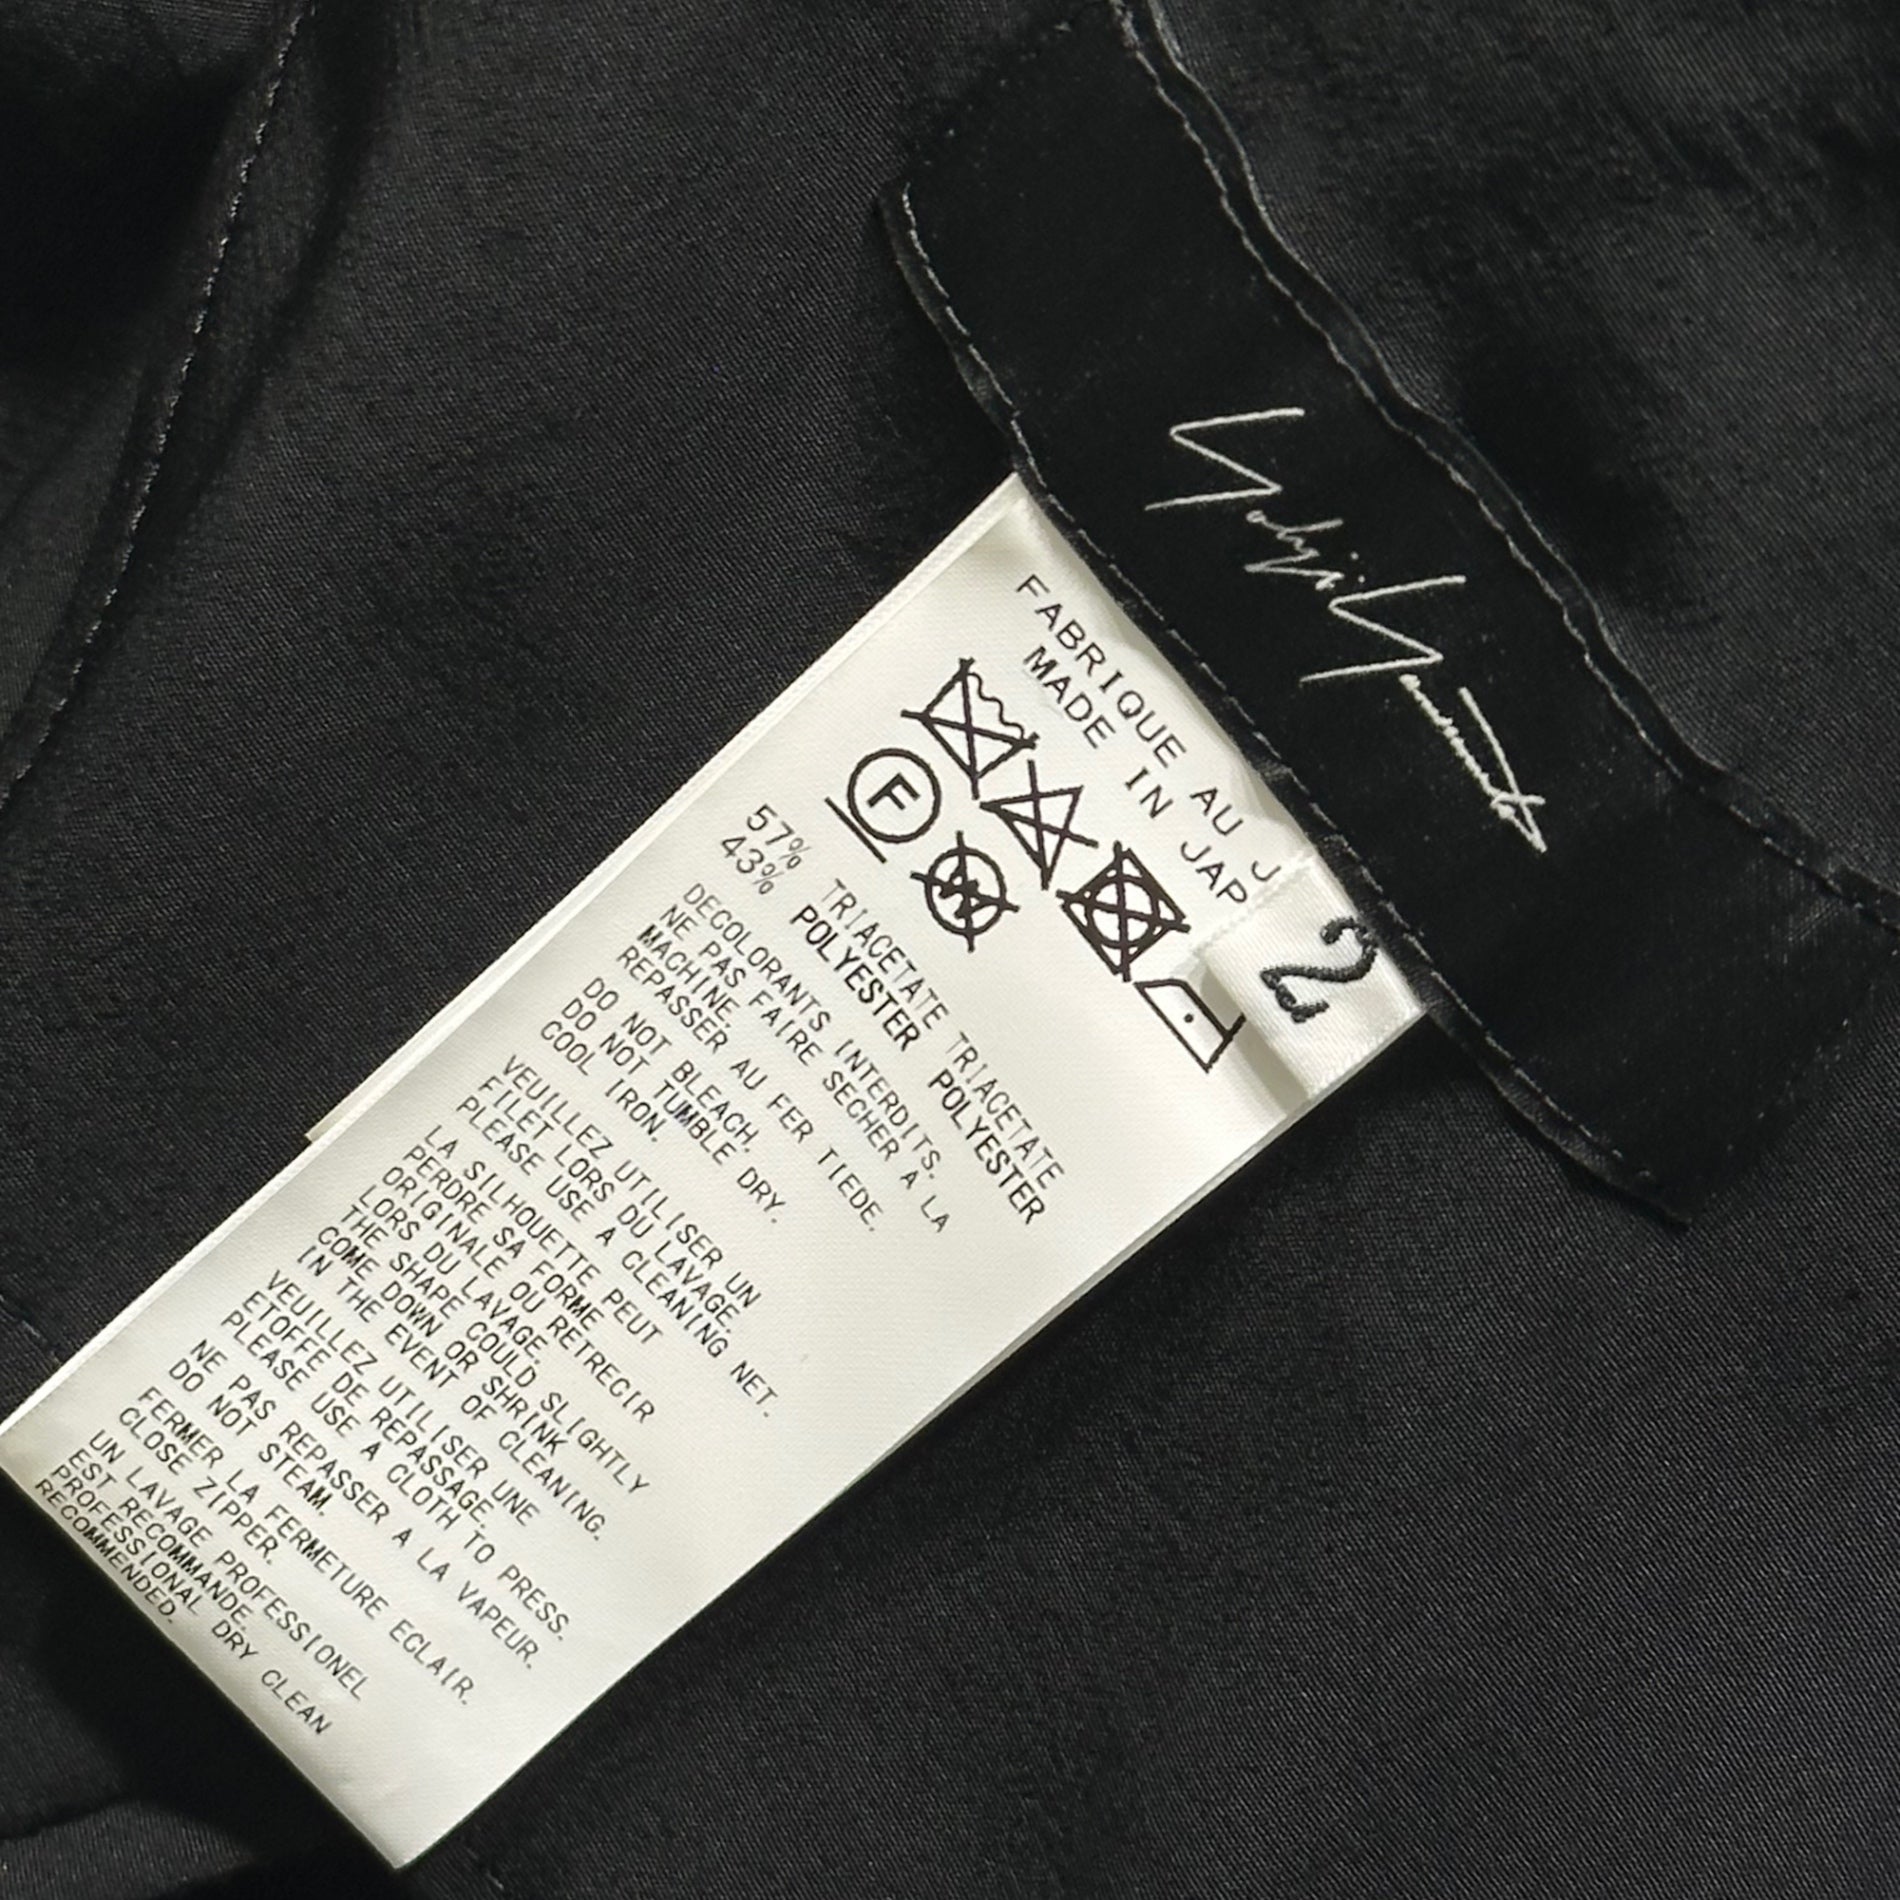 Yohji Yamamoto
2
FABRIQUE AU J
MADE IN JAP
F
W
57% TRIACETATE TRIACETATE
43% POLYESTER POLYESTER
DECOLORANTS INTERDITS.
NE PAS FAIRE SECHER A LA
MACHINE.
REPASSER AU FER TIEDE.
DO NOT BLEACH.
DO NOT TUMBLE DRY.
COOL IRON.
VEUILLEZ UTILISER UN
FILET LORS DU LAVAGE.
PLEASE USE A CLEANING NET.
LA SILHOUETTE PEUT
PERDRE SA FORME
ORIGINALE OU RETRECIR
LORS DU LAVAGE.
THE SHAPE COULD SLIGHTLY
COME DOWN OR SHRINK
IN THE EVENT OF CLEANING.
VEUILLEZ UTILISER UNE
ETOFFE DE REPASSAGE.
PLEASE USE A CLOTH TO PRESS.
NE PAS REPASSER A LA VAPEUR.
DO NOT STEAM.
FERMER LA FERMETURE ECLAIR.
CLOSE ZIPPER.
UN LAVAGE PROFESSIONEL
EST RECOMMANDE.
PROFESSIONAL DRY CLEAN
RECOMMENDED.